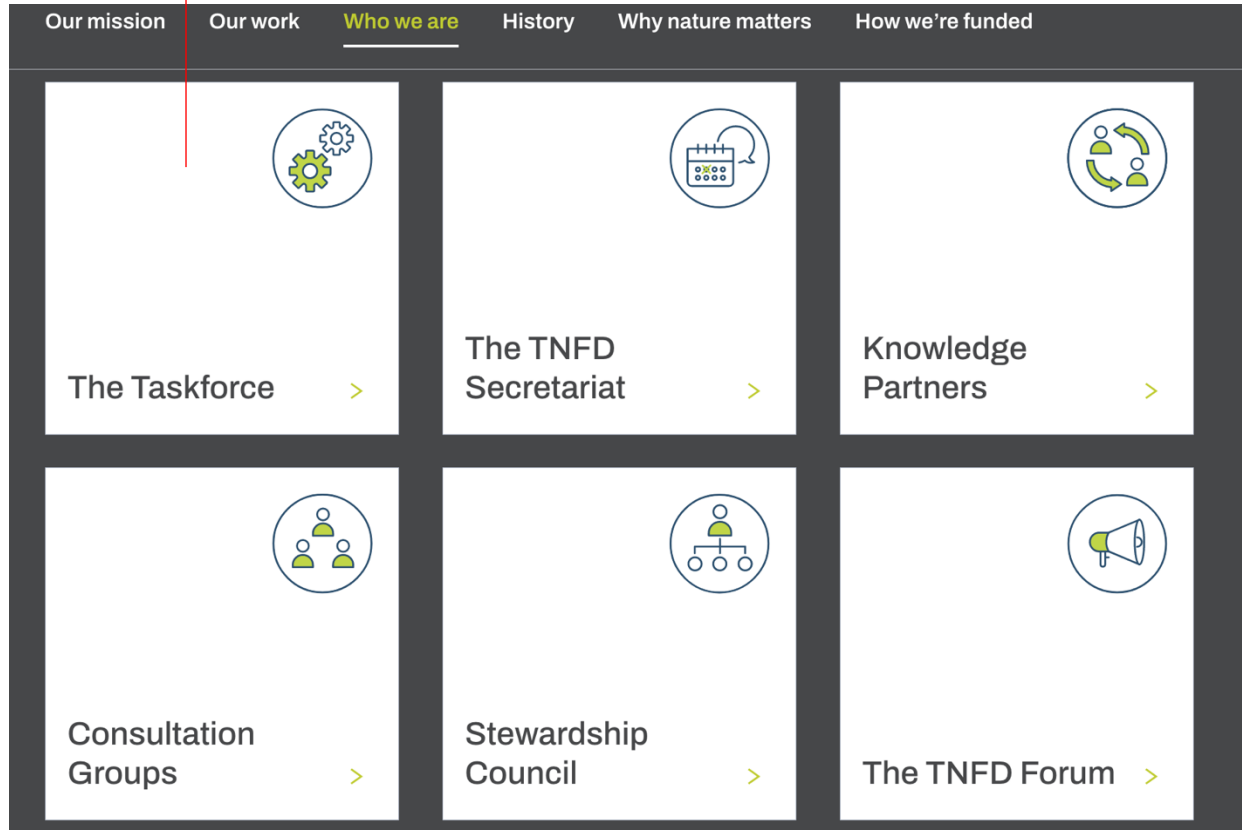 Our mission Our work Who we are History Why nature matters How we’re funded
The Taskforce >
The TNFD
Secretariat >
Knowledge
Partners >
Consultation
Groups >
Stewardship
Council >
The TNFD Forum >